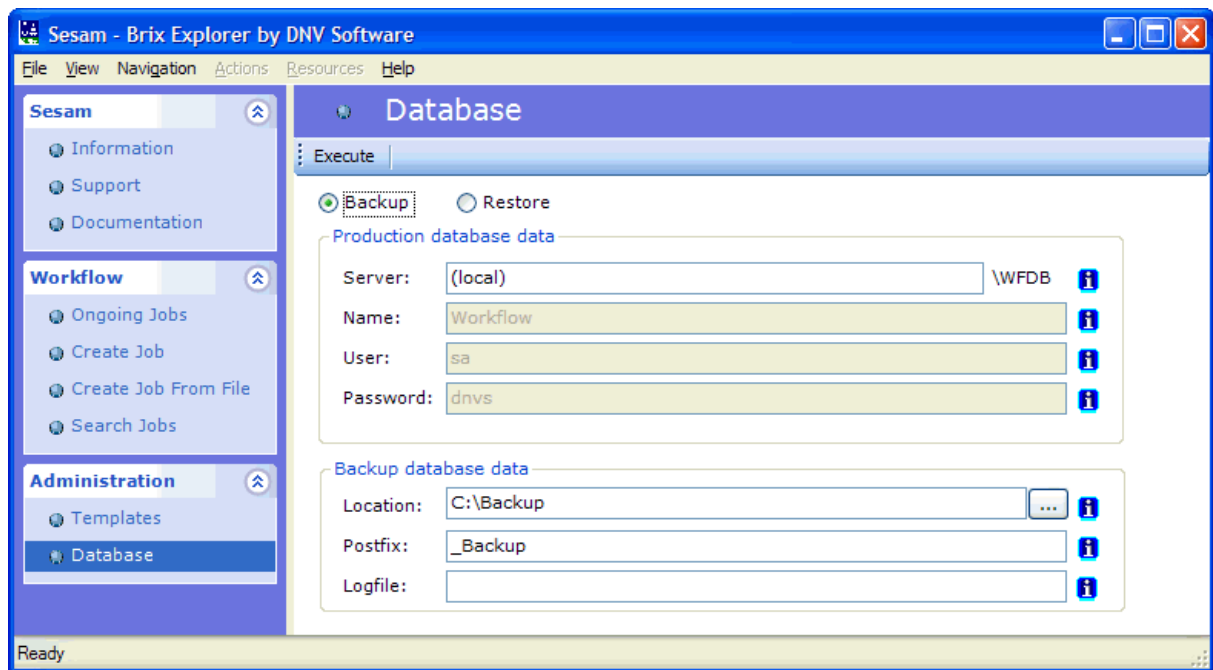 Sesam - Brix Explorer by DNV Software
File View Navigation Actions Resources Help
Sesam
Information
Support
Documentation
Workflow
Ongoing Jobs
Create Job
Create Job From File
Search Jobs
Administration
Templates
Database
Database
Execute
Backup Restore
Production database data
Server: (local) \WFDB
Name: Workflow
User: sa
Password: dnvs
Backup database data
Location: C:\Backup ...
Postfix: _Backup
Logfile:
Ready